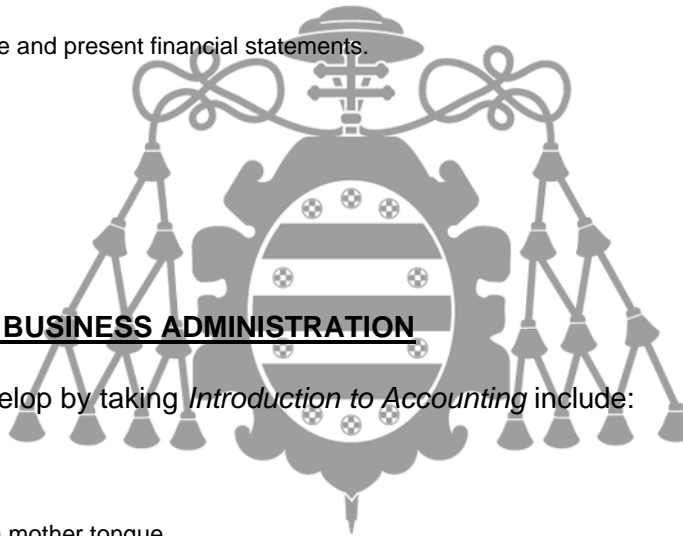 e and present financial statements.
BUSINESS ADMINISTRATION
elop by taking Introduction to Accounting include:
mother tongue